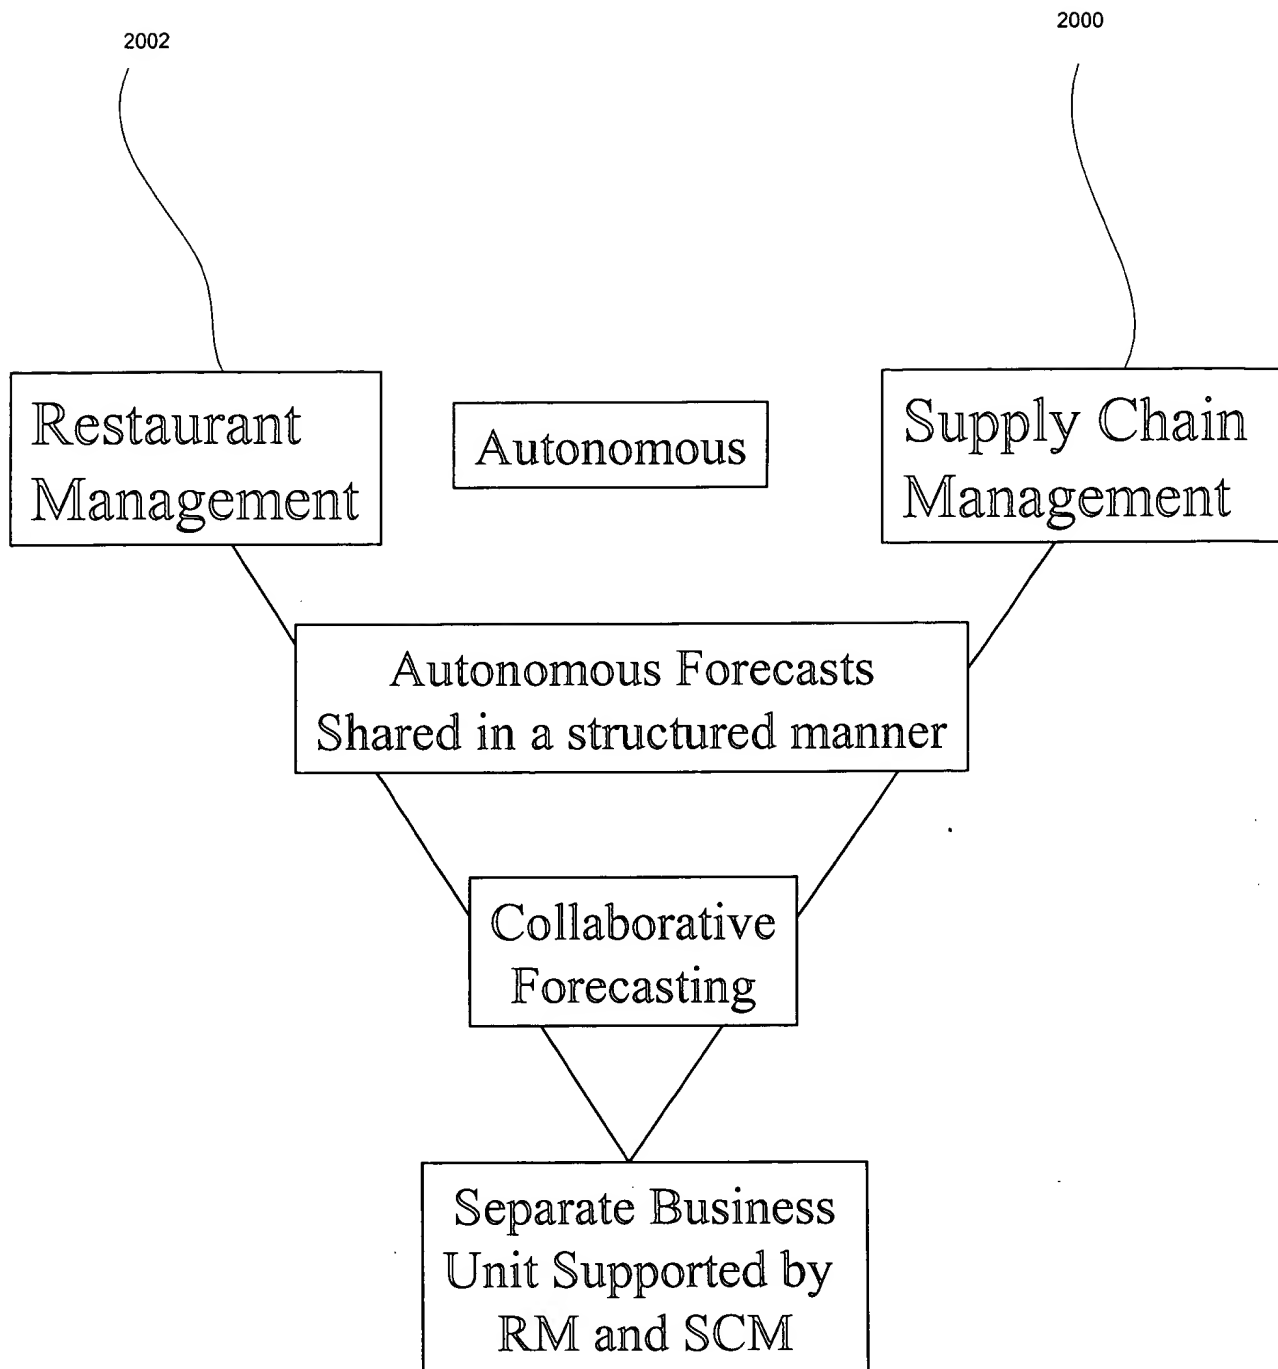 2002
2000
Restaurant
Management
Autonomous
Supply Chain
Management
Autonomous Forecasts
Shared in a structured manner
Collaborative
Forecasting
Separate Business
Unit Supported by
RM and SCM